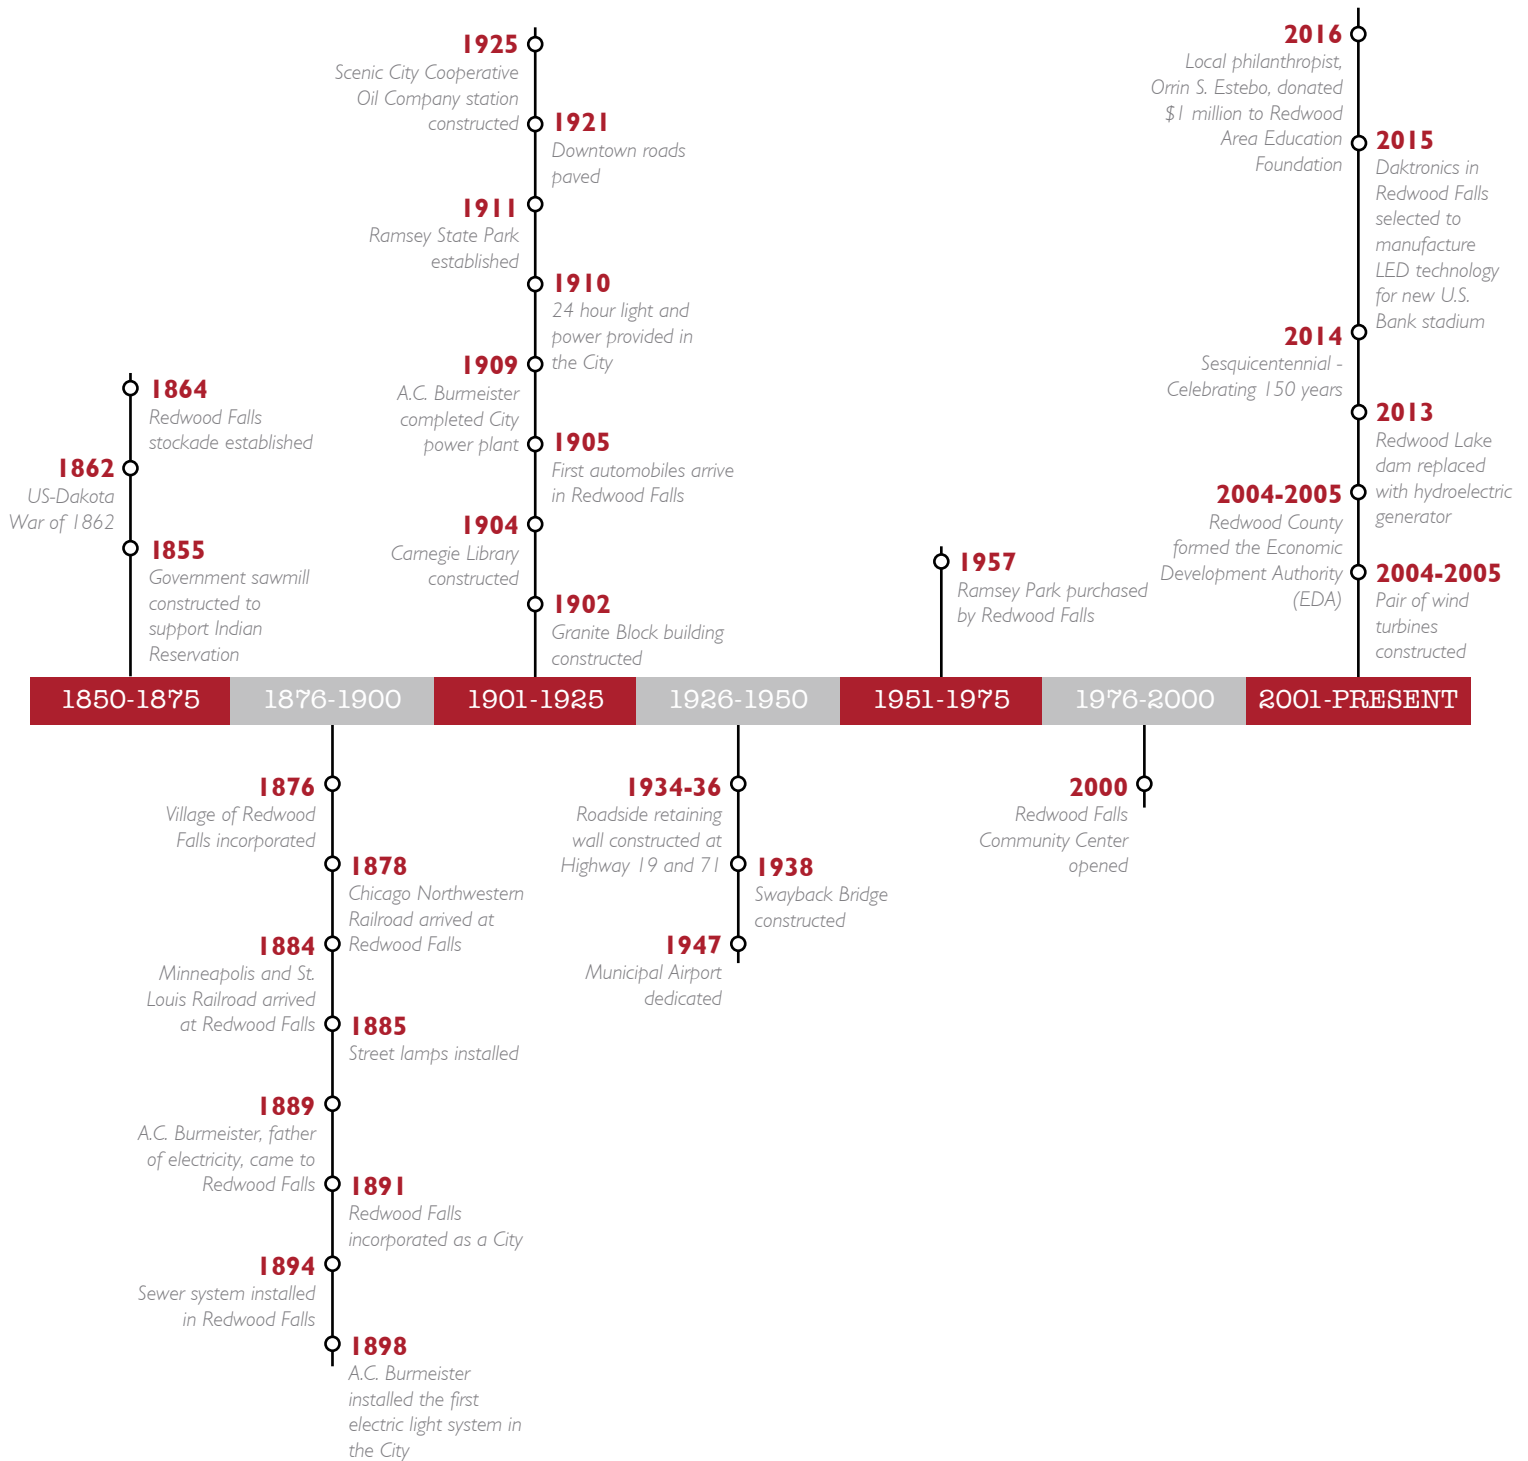 1925
Scenic City Cooperative
Oil Company station
constructed
1921
Downtown roads
paved
1911
Ramsey State Park
established
1910
24 hour light and
power provided in
the City
1909
A.C. Burmeister
completed City
power plant
1905
First automobiles arrive
in Redwood Falls
1904
Carnegie Library
constructed
1902
Granite Block building
constructed
1864
Redwood Falls
stockade established
1862
US-Dakota
War of 1862
1855
Government sawmill
constructed to
support Indian
Reservation
1957
Ramsey Park purchased
by Redwood Falls
2016
Local philanthropist,
Orrin S. Estebo, donated
$1 million to Redwood
Area Education
Foundation
2015
Daktronics in
Redwood Falls
selected to
manufacture
LED technology
for new U.S.
Bank stadium
2014
Sesquicentennial -
Celebrating 150 years
2013
Redwood Lake
dam replaced
with hydroelectric
generator
2004-2005
Redwood County
formed the Economic
Development Authority
(EDA)
2004-2005
Pair of wind
turbines
constructed
1850-1875
1876-1900
1901-1925
1926-1950
1951-1975
1976-2000
2001-PRESENT
1876
Village of Redwood
Falls incorporated
1878
Chicago Northwestern
Railroad arrived at
Redwood Falls
1884
Minneapolis and St.
Louis Railroad arrived
at Redwood Falls
1885
Street lamps installed
1889
A.C. Burmeister, father
of electricity, came to
Redwood Falls
1891
Redwood Falls
incorporated as a City
1894
Sewer system installed
in Redwood Falls
1898
A.C. Burmeister
installed the first
electric light system in
the City
1934-36
Roadside retaining
wall constructed at
Highway 19 and 71
1938
Swayback Bridge
constructed
1947
Municipal Airport
dedicated
2000
Redwood Falls
Community Center
opened